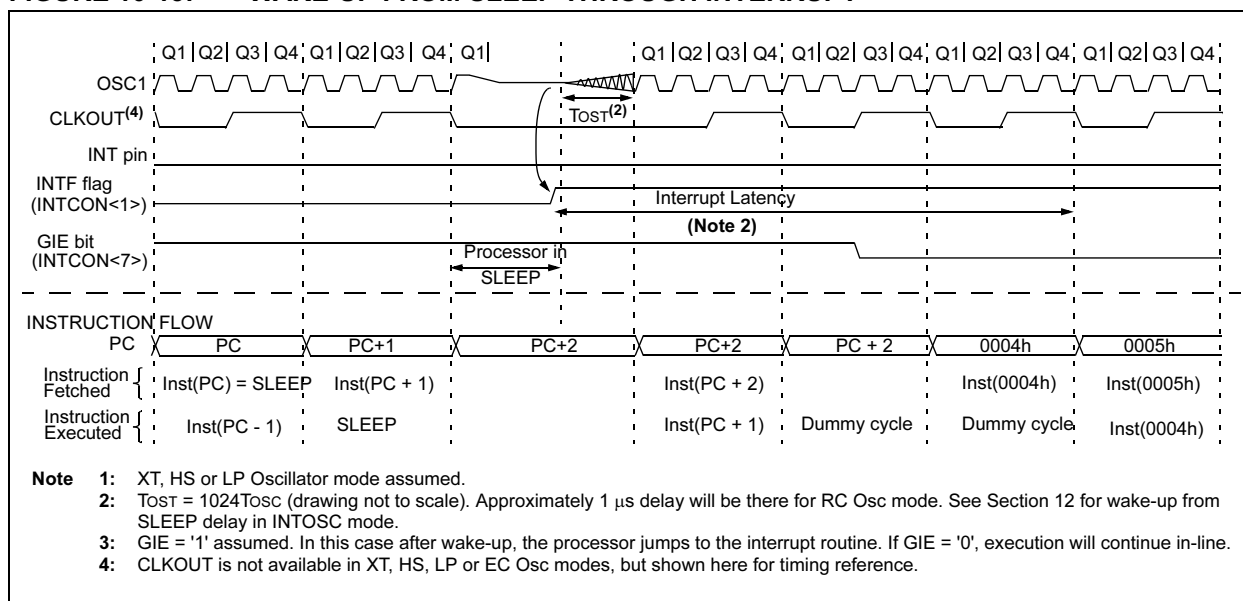 Q1 Q2 Q3 Q4 Q1 Q2 Q3 Q4 Q1 Q1 Q2 Q3 Q4 Q1 Q2 Q3 Q4 Q1 Q2 Q3 Q4 Q1 Q2 Q3 Q4
OSC1
CLKOUT(4)
TOST(2)
INT pin
INTF flag
(INTCON<1>)
Interrupt Latency
(Note 2)
GIE bit
(INTCON<7>)
Processor in
SLEEP
INSTRUCTION FLOW
PC PC PC+1 PC+2 PC+2 PC + 2 0004h 0005h
Instruction
Fetched
Inst(PC) = SLEEP Inst(PC + 1) Inst(PC + 2) Inst(0004h) Inst(0005h)
Instruction
Executed
Inst(PC - 1) SLEEP Inst(PC + 1) Dummy cycle Dummy cycle Inst(0004h)
Note 1: XT, HS or LP Oscillator mode assumed.
2: TOST = 1024TOSC (drawing not to scale). Approximately 1 µs delay will be there for RC Osc mode. See Section 12 for wake-up from
SLEEP delay in INTOSC mode.
3: GIE = '1' assumed. In this case after wake-up, the processor jumps to the interrupt routine. If GIE = '0', execution will continue in-line.
4: CLKOUT is not available in XT, HS, LP or EC Osc modes, but shown here for timing reference.